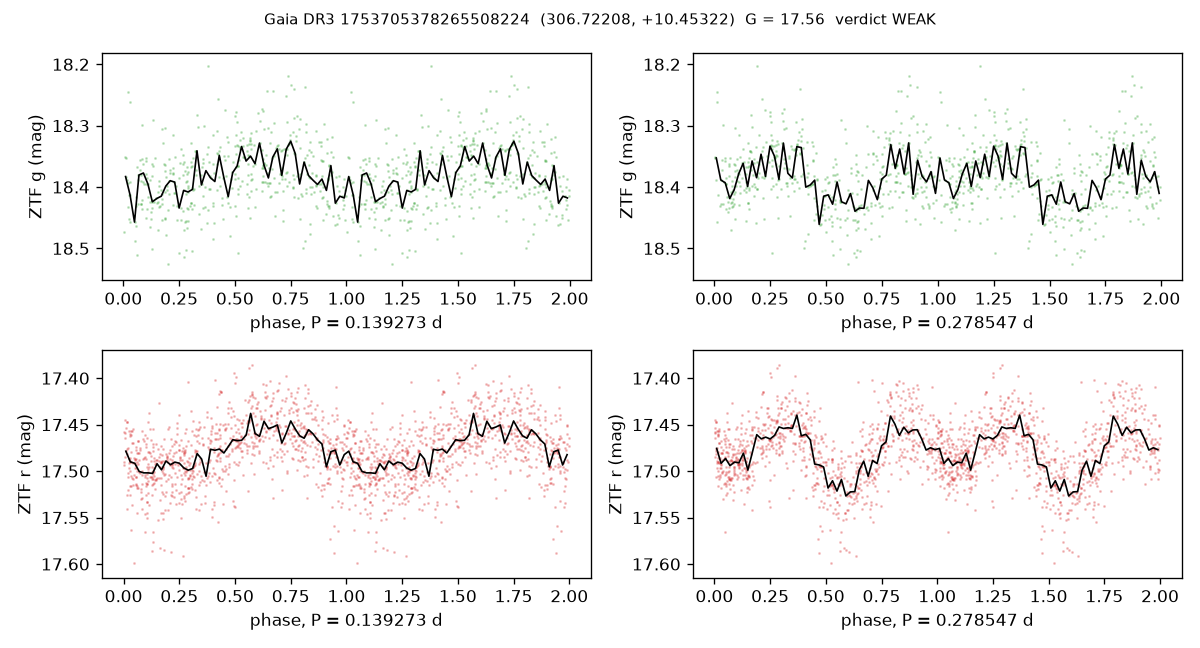 Gaia DR3 1753705378265508224  (306.72208, +10.45322)  G = 17.56  verdict WEAK
18.2
18.3
18.4
18.5
ZTF g (mag)
0.00 0.25 0.50 0.75 1.00 1.25 1.50 1.75 2.00
phase, P = 0.139273 d
18.2
18.3
18.4
18.5
ZTF g (mag)
0.00 0.25 0.50 0.75 1.00 1.25 1.50 1.75 2.00
phase, P = 0.278547 d
17.40
17.45
17.50
17.55
17.60
ZTF r (mag)
0.00 0.25 0.50 0.75 1.00 1.25 1.50 1.75 2.00
phase, P = 0.139273 d
17.40
17.45
17.50
17.55
17.60
ZTF r (mag)
0.00 0.25 0.50 0.75 1.00 1.25 1.50 1.75 2.00
phase, P = 0.278547 d